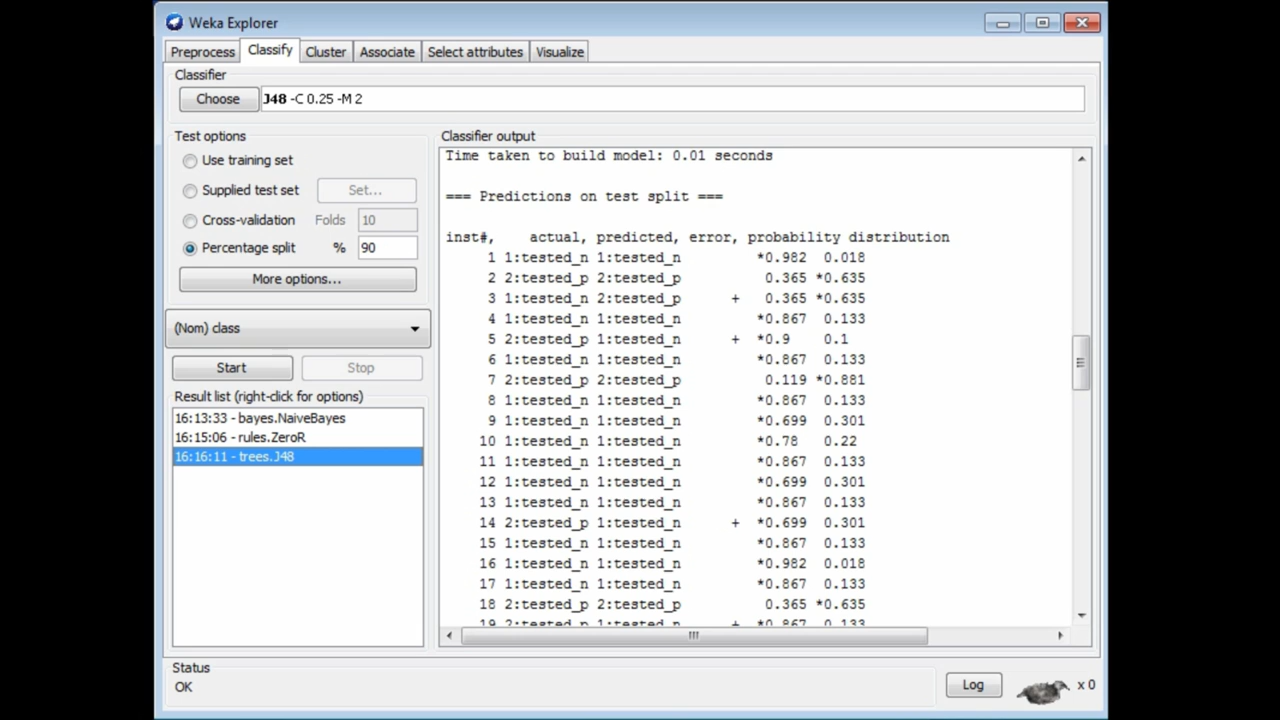 Weka Explorer
Preprocess Classify Cluster Associate Select attributes Visualize
Classifier
Choose J48 -C 0.25 -M 2
Test options
Use training set
Supplied test set Set...
Cross-validation Folds 10
Percentage split % 90
More options...
(Nom) class
Start Stop
Result list (right-click for options)
16:13:33 - bayes.NaiveBayes
16:15:06 - rules.ZeroR
16:16:11 - trees.J48
Classifier output
Time taken to build model: 0.01 seconds
=== Predictions on test split ===
inst#, actual, predicted, error, probability distribution
1 1:tested_n 1:tested_n *0.982 0.018
2 2:tested_p 2:tested_p 0.365 *0.635
3 1:tested_n 2:tested_p + 0.365 *0.635
4 1:tested_n 1:tested_n *0.867 0.133
5 2:tested_p 1:tested_n + *0.9 0.1
6 1:tested_n 1:tested_n *0.867 0.133
7 2:tested_p 2:tested_p 0.119 *0.881
8 1:tested_n 1:tested_n *0.867 0.133
9 1:tested_n 1:tested_n *0.699 0.301
10 1:tested_n 1:tested_n *0.78 0.22
11 1:tested_n 1:tested_n *0.867 0.133
12 1:tested_n 1:tested_n *0.699 0.301
13 1:tested_n 1:tested_n *0.867 0.133
14 2:tested_p 1:tested_n + *0.699 0.301
15 1:tested_n 1:tested_n *0.867 0.133
16 1:tested_n 1:tested_n *0.982 0.018
17 1:tested_n 1:tested_n *0.867 0.133
18 2:tested_p 2:tested_p 0.365 *0.635
19 2:tested_p 1:tested_n + *0.867 0.133
Status
OK
Log x 0